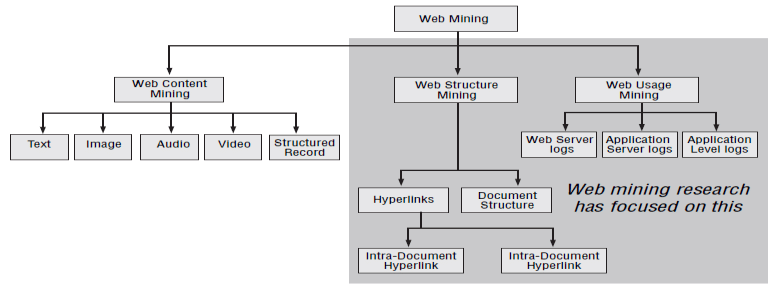 Web Mining
Web Content
Mining
Web Structure
Mining
Web Usage
Mining
Text
Image
Audio
Video
Structured
Record
Web Server
logs
Application
Server logs
Application
Level logs
Hyperlinks
Document
Structure
Web mining research
has focused on this
Intra-Document
Hyperlink
Intra-Document
Hyperlink